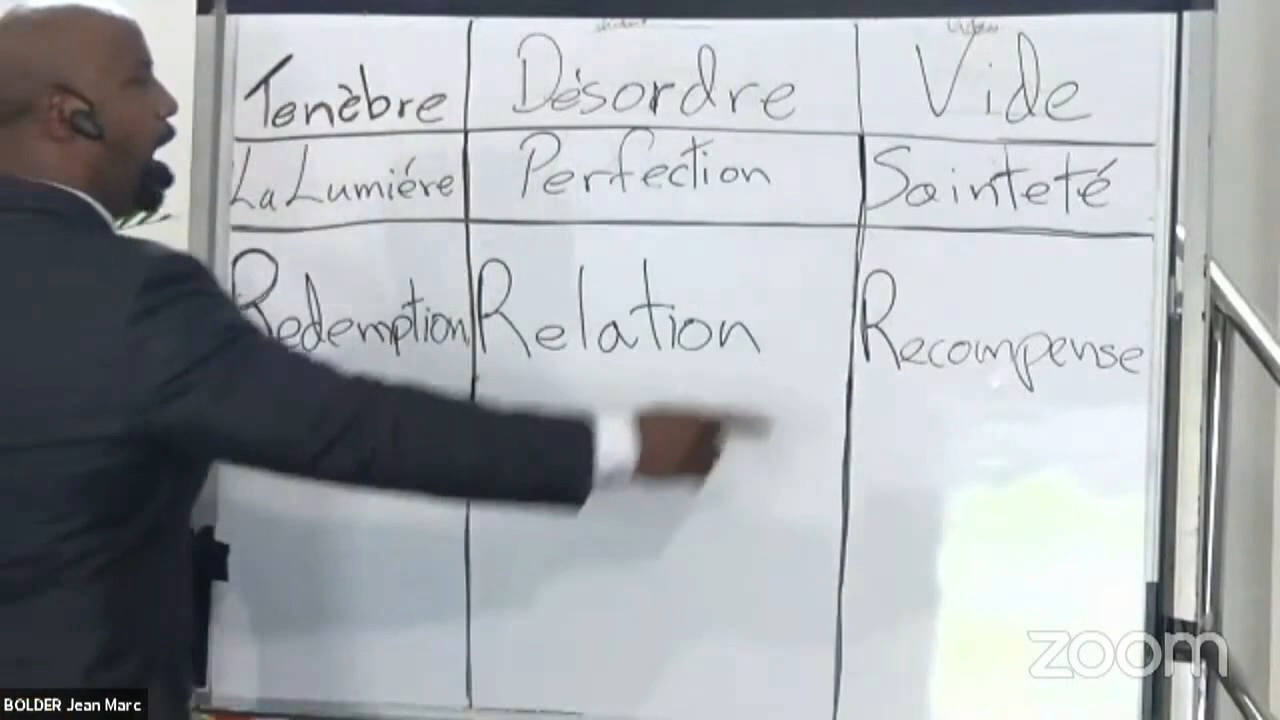 Tenèbre Désordre Vide
La Lumiére Perfection Sainteté
Redemption Relation Recompense
zoom
BOLDER Jean Marc